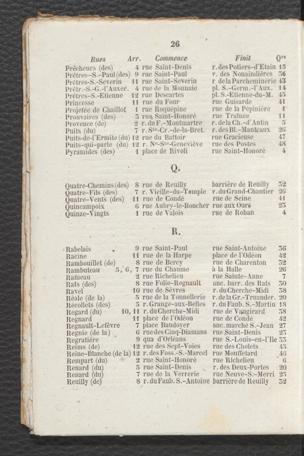 26
Rues Arr. Commence Finit Qrs
Prêcheurs (des) 4 rue Saint-Denis r. des Potiers-d'Etain 15
Prêtres-S.-Paul (des) 9 rue Saint-Paul r. des Nonaindières 36
Prêtres-S.-Severin 11 rue Saint-Severin r. de la Parcheminerie 43
Prêtr.-S.-G.-l'Auxer. 4 rue de la Monnaie pl. S.-Germ.-l'Aux. 14
Prêtres-S.-Etienne 12 rue Descartes pl. S.-Etienne-du-M. 45
Princesse 11 rue du Four rue Guisarde 41
Projetée de Chaillot 1 rue Roquepine rue de la Pépinière 1
Prouvaires (des) 3 rue Saint-Honoré rue Trainée 11
Provence (de) 2 r. du F.-Montmartre r. de la Ch.-d'Antin 5
Puits (du) 7 r. Nve-Cr.-de-la-Bret. r. des Bl.-Manteaux 26
Puits-de-l'Ermite (du) 12 rue du Battoir rue Gracieuse 47
Puits-qui-parle (du) 12 r. Nve-Ste-Geneviève rue des Postes 48
Pyramides (des) 1 place de Rivoli rue Saint-Honoré 4
Q.
Quatre-Chemins (des) 8 rue de Reuilly barrière de Reuilly 32
Quatre-Fils (des) 7 r. Vieille-du-Temple r. du Grand-Chantier 26
Quatre-Vents (des) 11 rue de Condé rue de Seine 41
Quincampoix 6 rue Aubry-le-Boucher rue aux Ours 23
Quinze-Vingts 1 rue de Valois rue de Rohan 4
R.
Rabelais 9 rue Saint-Paul rue Saint-Antoine 36
Racine 11 rue de la Harpe place de l'Odéon 42
Rambouillet (de) 8 rue de Bercy rue de Charenton 32
Rambuteau 5, 6, 7 rue du Chaume à la Halle 26
Rameau 2 rue Richelieu rue Sainte-Anne 7
Rats (des) 8 rue Folie-Regnault anc. barr. des Rats 30
Ravel 10 rue de Sèvres r. du Cherche-Midi 38
Réale (de la) 5 rue de la Tonnellerie r. de la Gr.-Truander. 20
Récollets (des) 5 r. Grange-aux-Belles r. du Faub. S.-Martin 18
Regard (du) 10, 11 r. du Cherche-Midi rue de Vaugirard 38
Regnard 11 place de l'Odéon rue de Condé 42
Regnault-Lefèvre 7 place Baudoyer anc. marché S.-Jean 27
Regnie (de la) 6 rue des Cinq-Diamans rue Saint-Denis 23
Regratière 9 qua d'Orléans rue S.-Louis-en-l'Ile 33
Reims (de) 12 rue des Sept-Voies rue des Cholets 45
Reine-Blanche (de la) 12 r. des Foss.-S.-Marcel rue Mouffetard 46
Rempart (du) 2 rue Saint-Honoré rue Richelieu 6
Renard (du) 5 rue Saint-Denis r. des Deux-Portes 20
Renard (du) 7 rue de la Verrerie rue Neuve-S.-Merri 25
Reuilly (de) 8 r. du Faub. S.-Antoine barrière de Reuilly 32